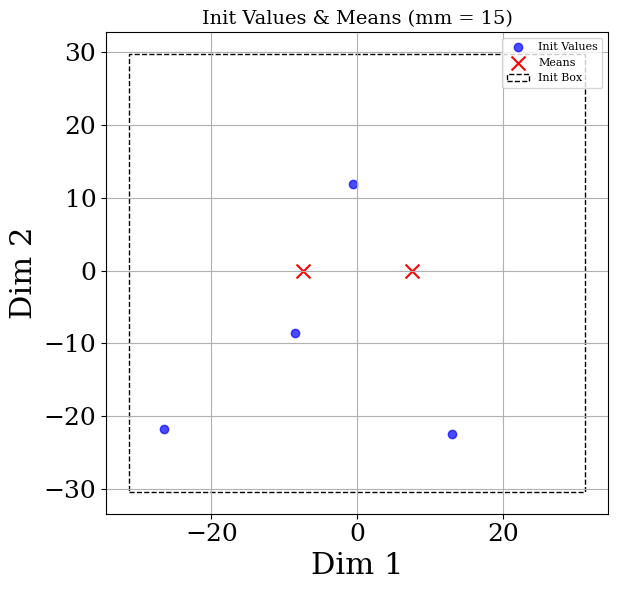 Init Values & Means (mm = 15)
Init Values
Means
Init Box
30
20
10
0
−10
−20
−30
Dim 2
−20
0
20
Dim 1